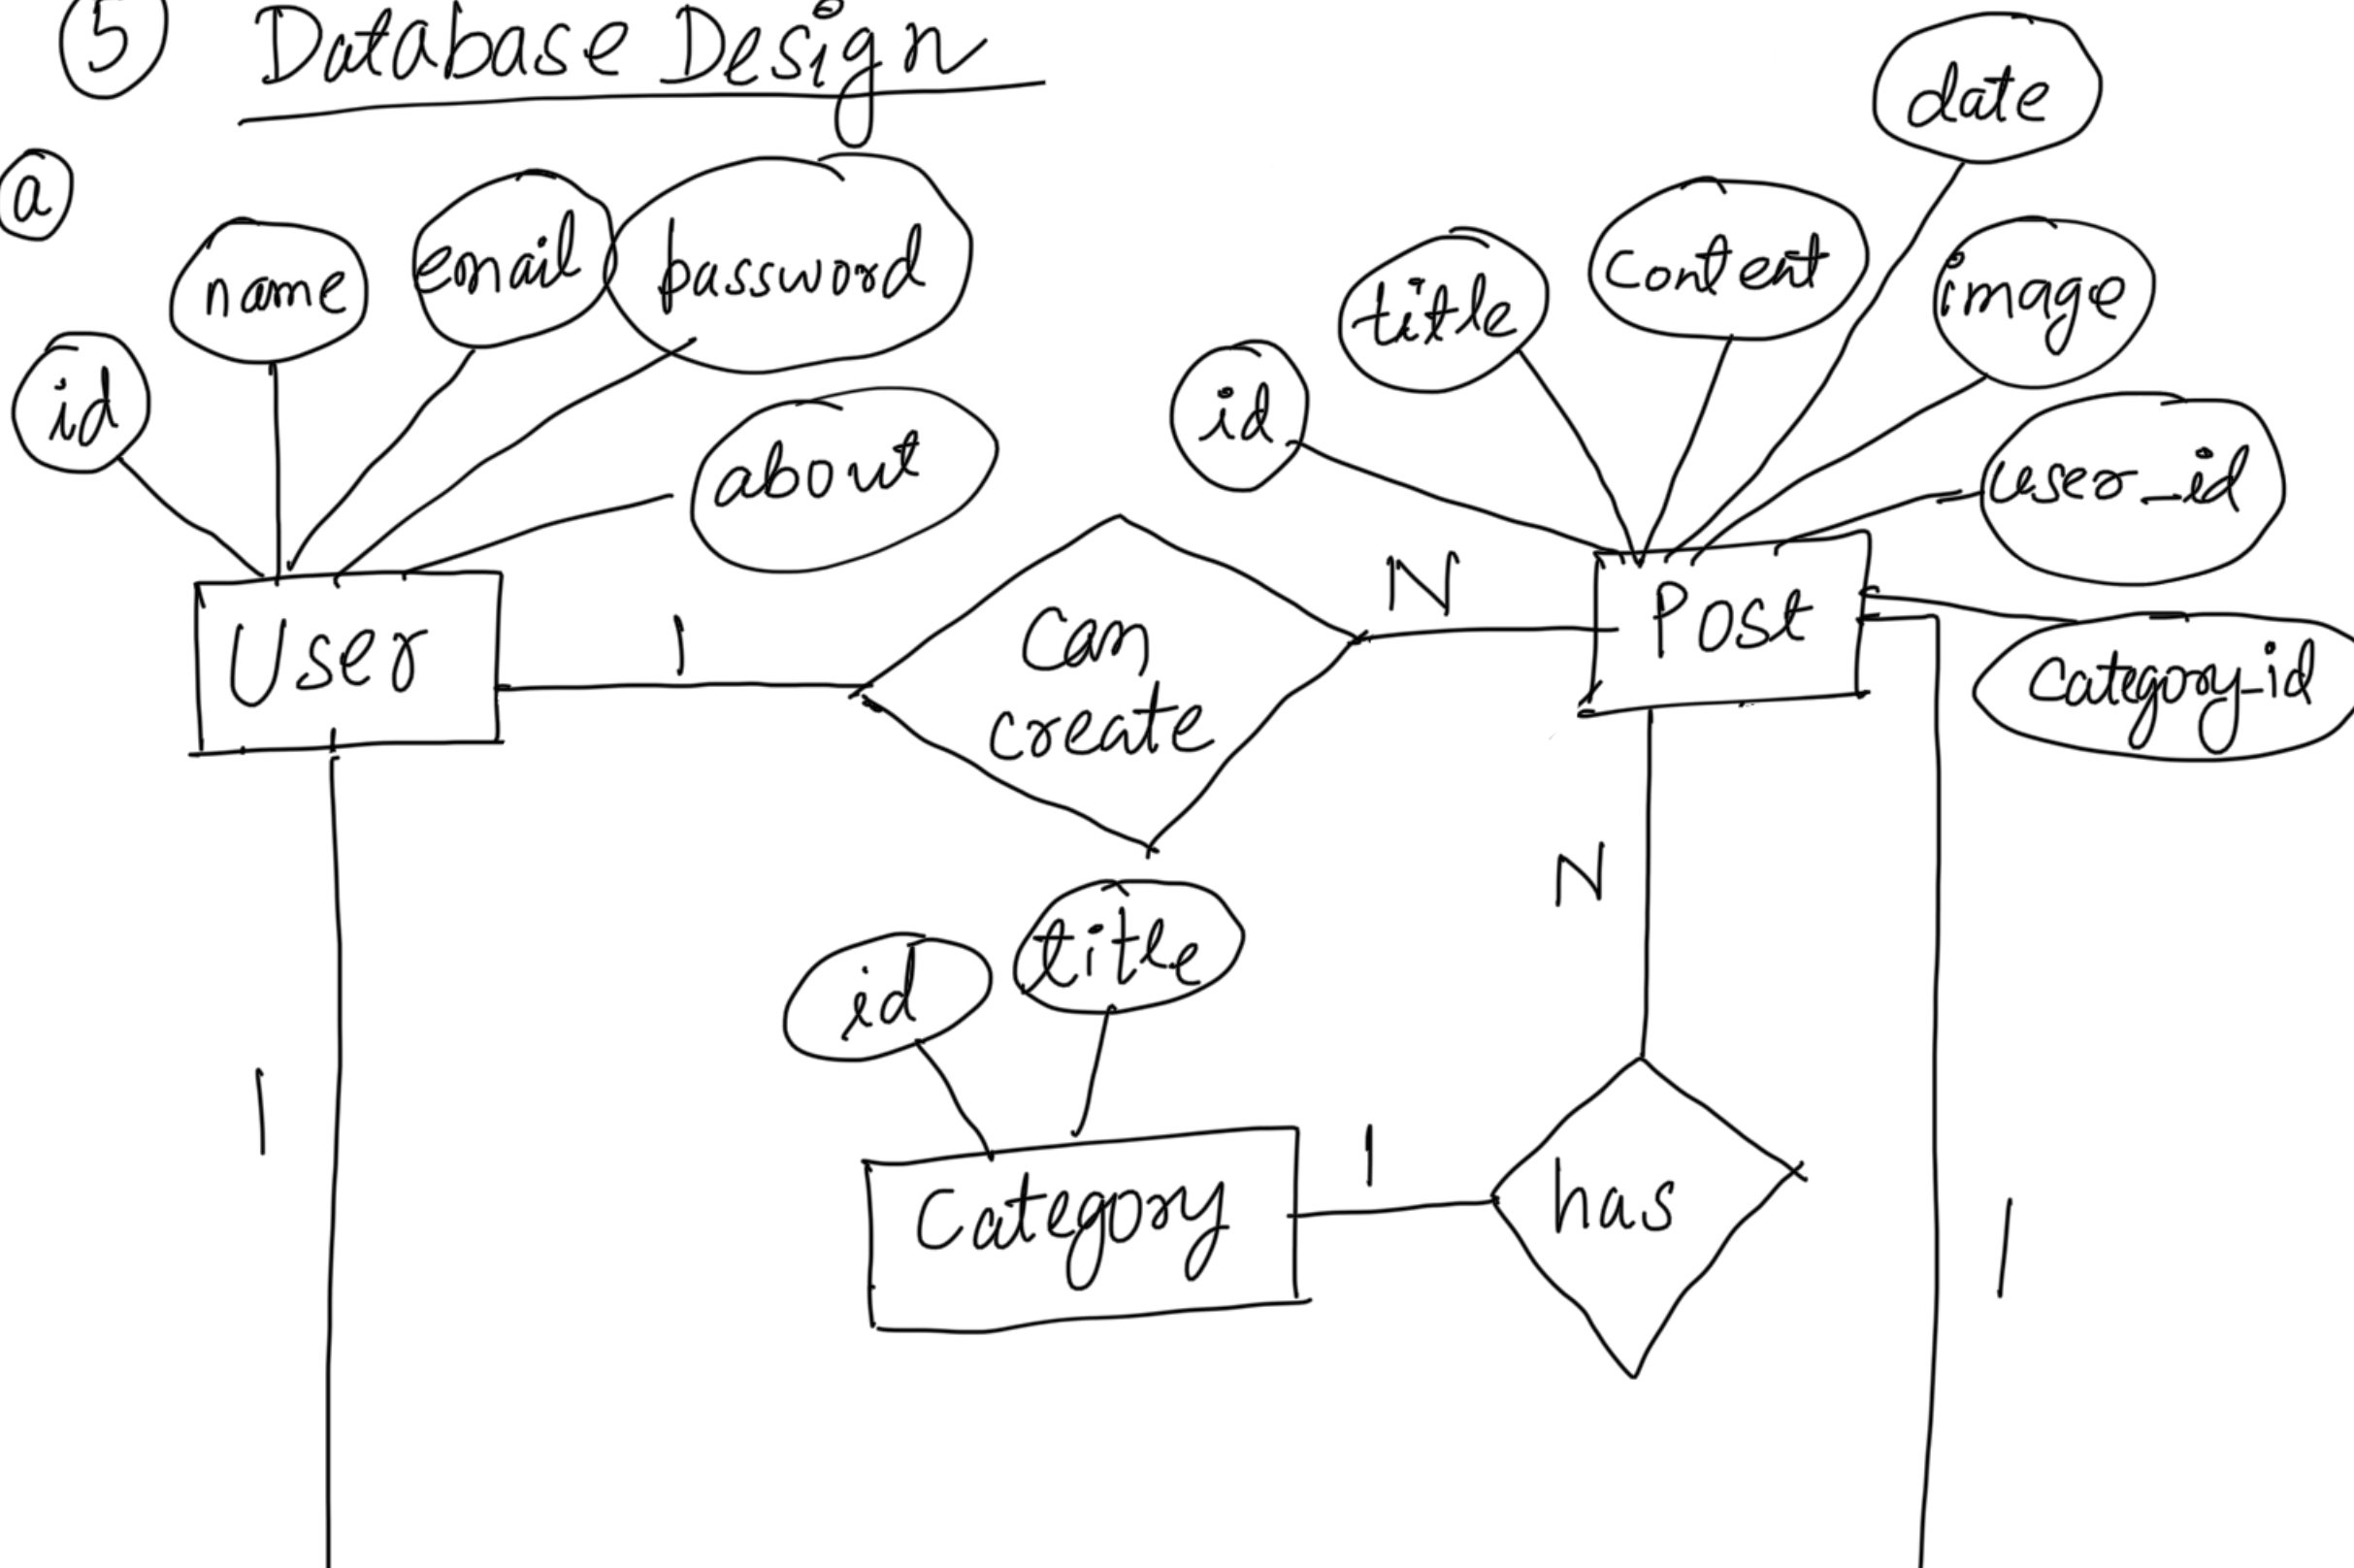 5 Database Design
a
date
name
email
password
id
about
title
content
image
id
user_id
category_id
User
1
can
create
N
Post
N
id
title
1
Category
1
has
1